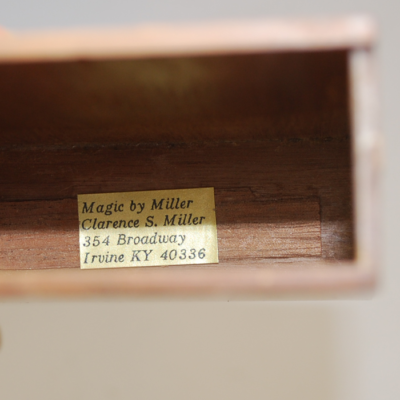 Magic by Miller
Clarence S. Miller
354 Broadway
Irvine KY 40336